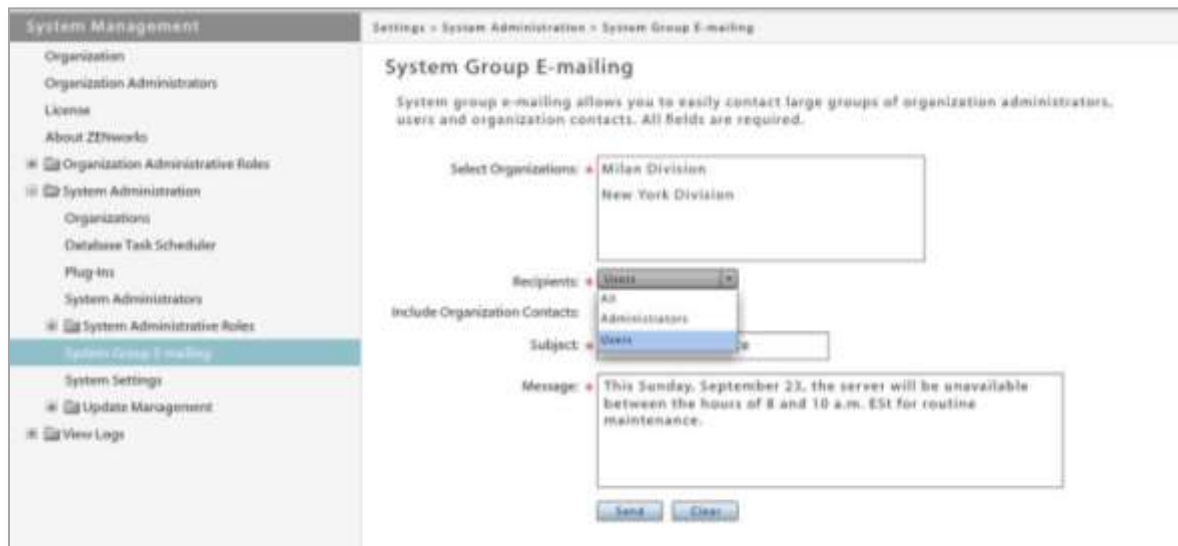 System Management
Organization
Organization Administrators
License
About ZENworks
Organization Administrative Roles
System Administration
Organizations
Database Task Scheduler
Plug-Ins
System Administrators
System Administrative Roles
System Group E-mailing
System Settings
Update Management
View Logs
Settings > System Administration > System Group E-mailing
System Group E-mailing
System group e-mailing allows you to easily contact large groups of organization administrators,
users and organization contacts. All fields are required.
Select Organizations: *
Milan Division
New York Division
Recipients: * Users
All
Administrators
Users
Include Organization Contacts:
Subject: * e
Message: * This Sunday, September 23, the server will be unavailable
between the hours of 8 and 10 a.m. ESt for routine
maintenance.
Send Clear